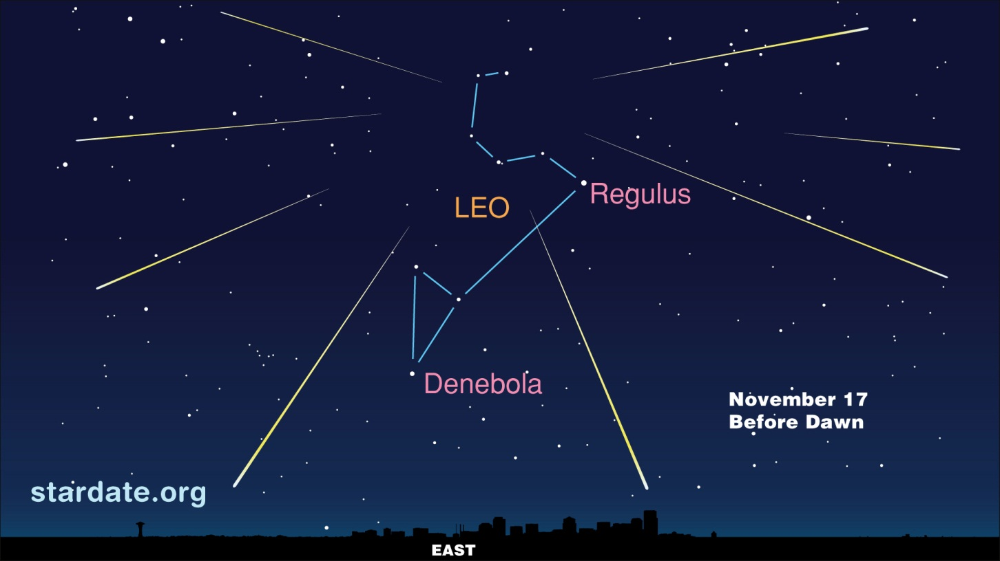 LEO
Regulus
Denebola
November 17
Before Dawn
stardate.org
EAST